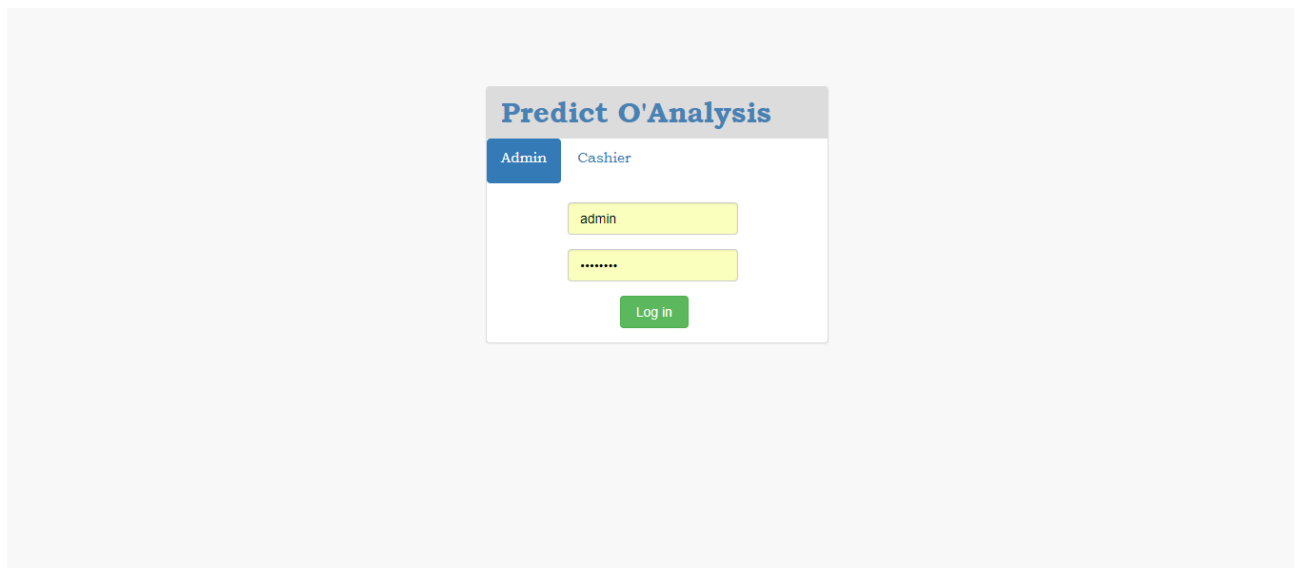 Predict O'Analysis
Admin Cashier
admin
••••••••
Log in